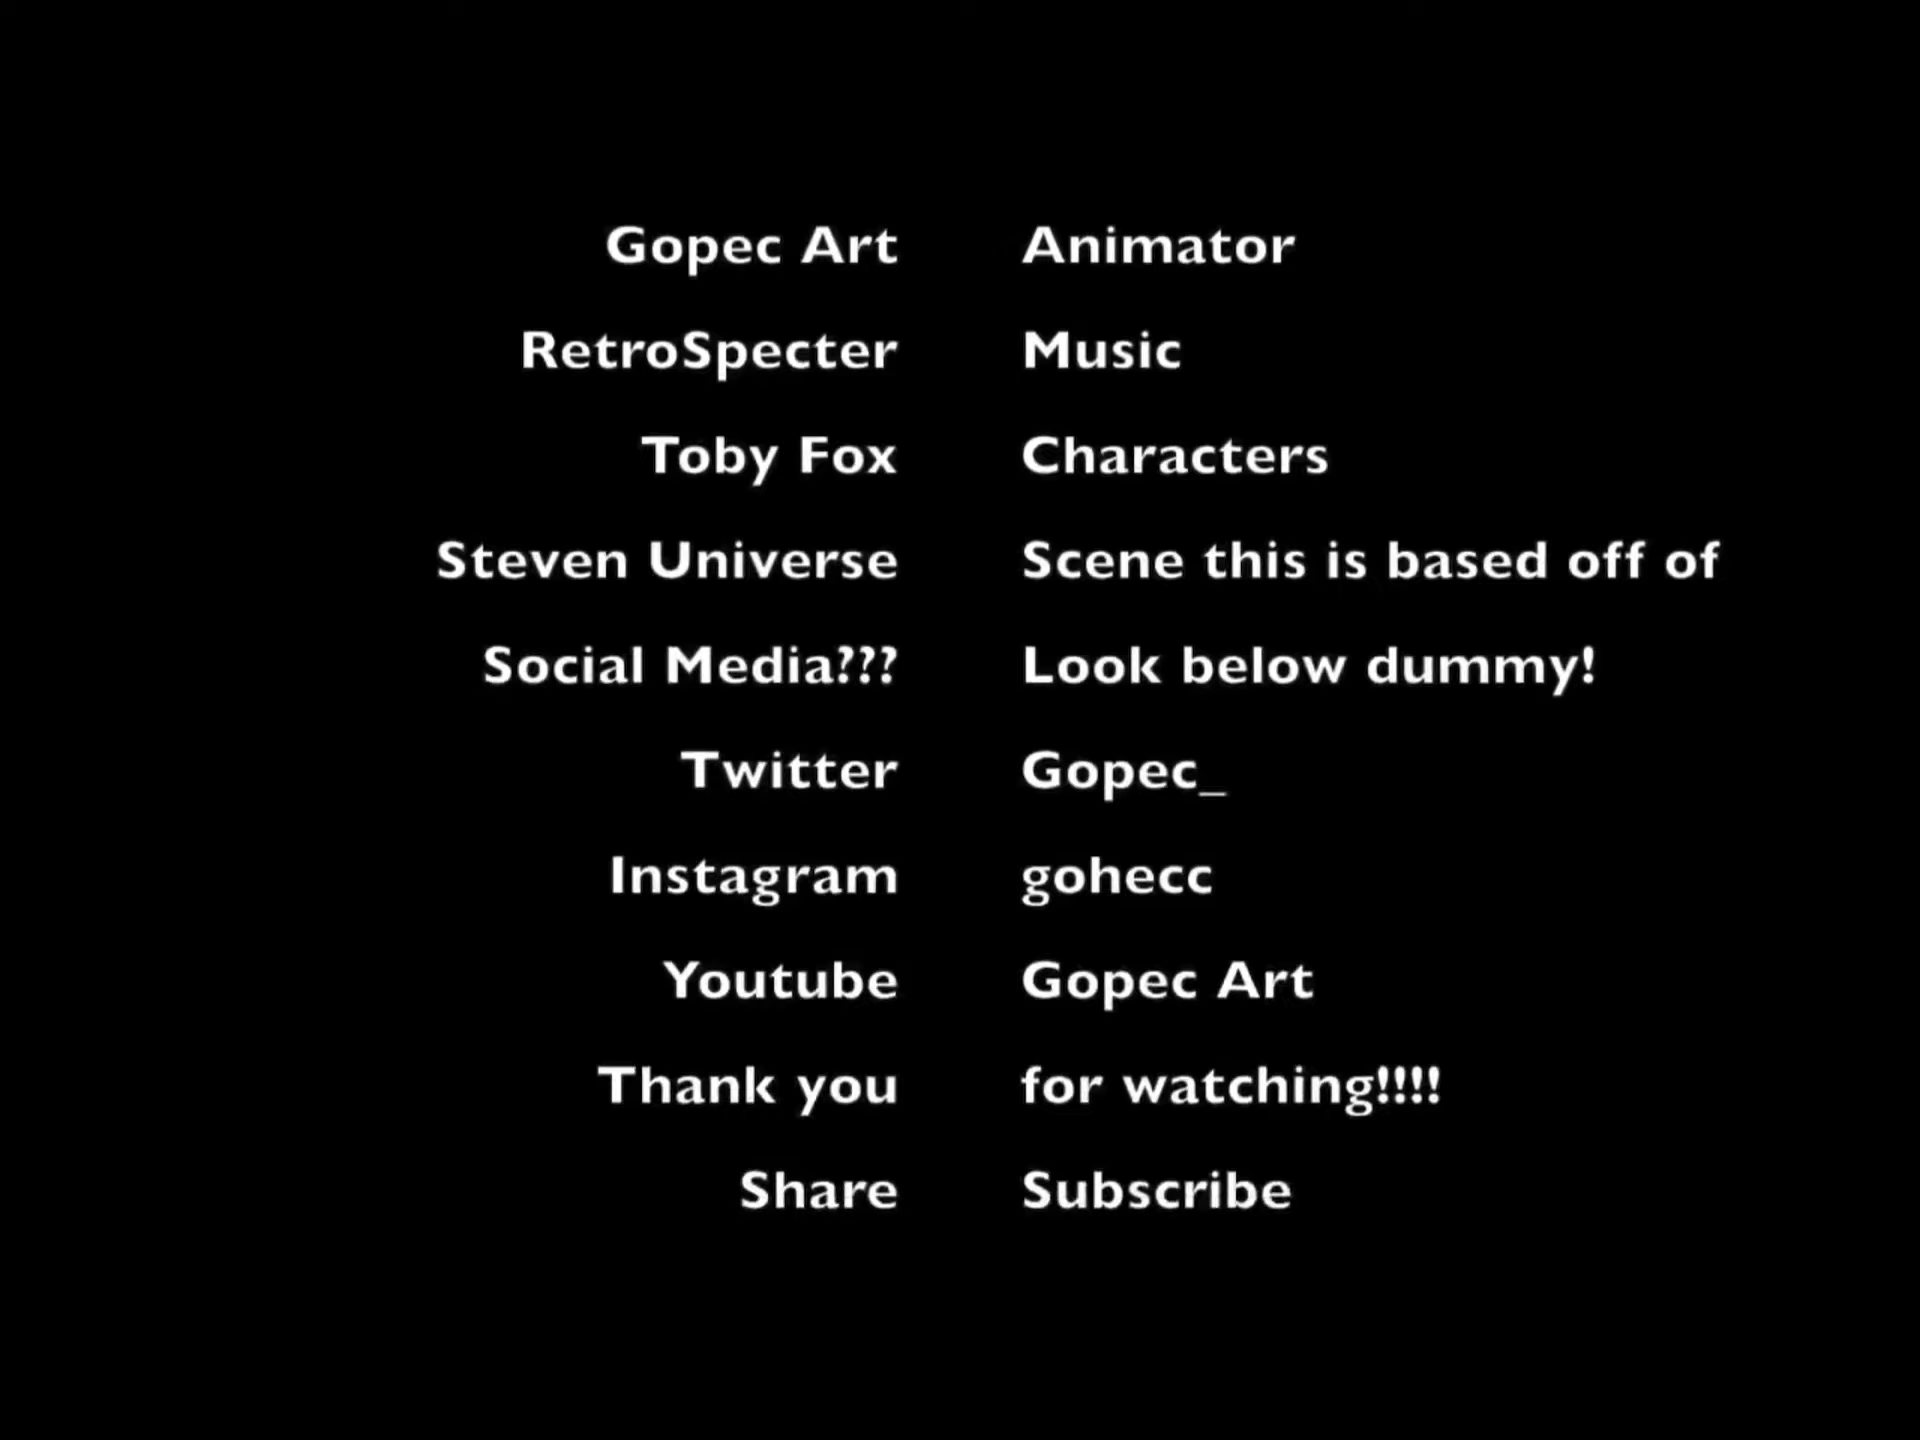 Gopec Art Animator
RetroSpecter Music
Toby Fox Characters
Steven Universe Scene this is based off of
Social Media??? Look below dummy!
Twitter Gopec_
Instagram gohecc
Youtube Gopec Art
Thank you for watching!!!!
Share Subscribe